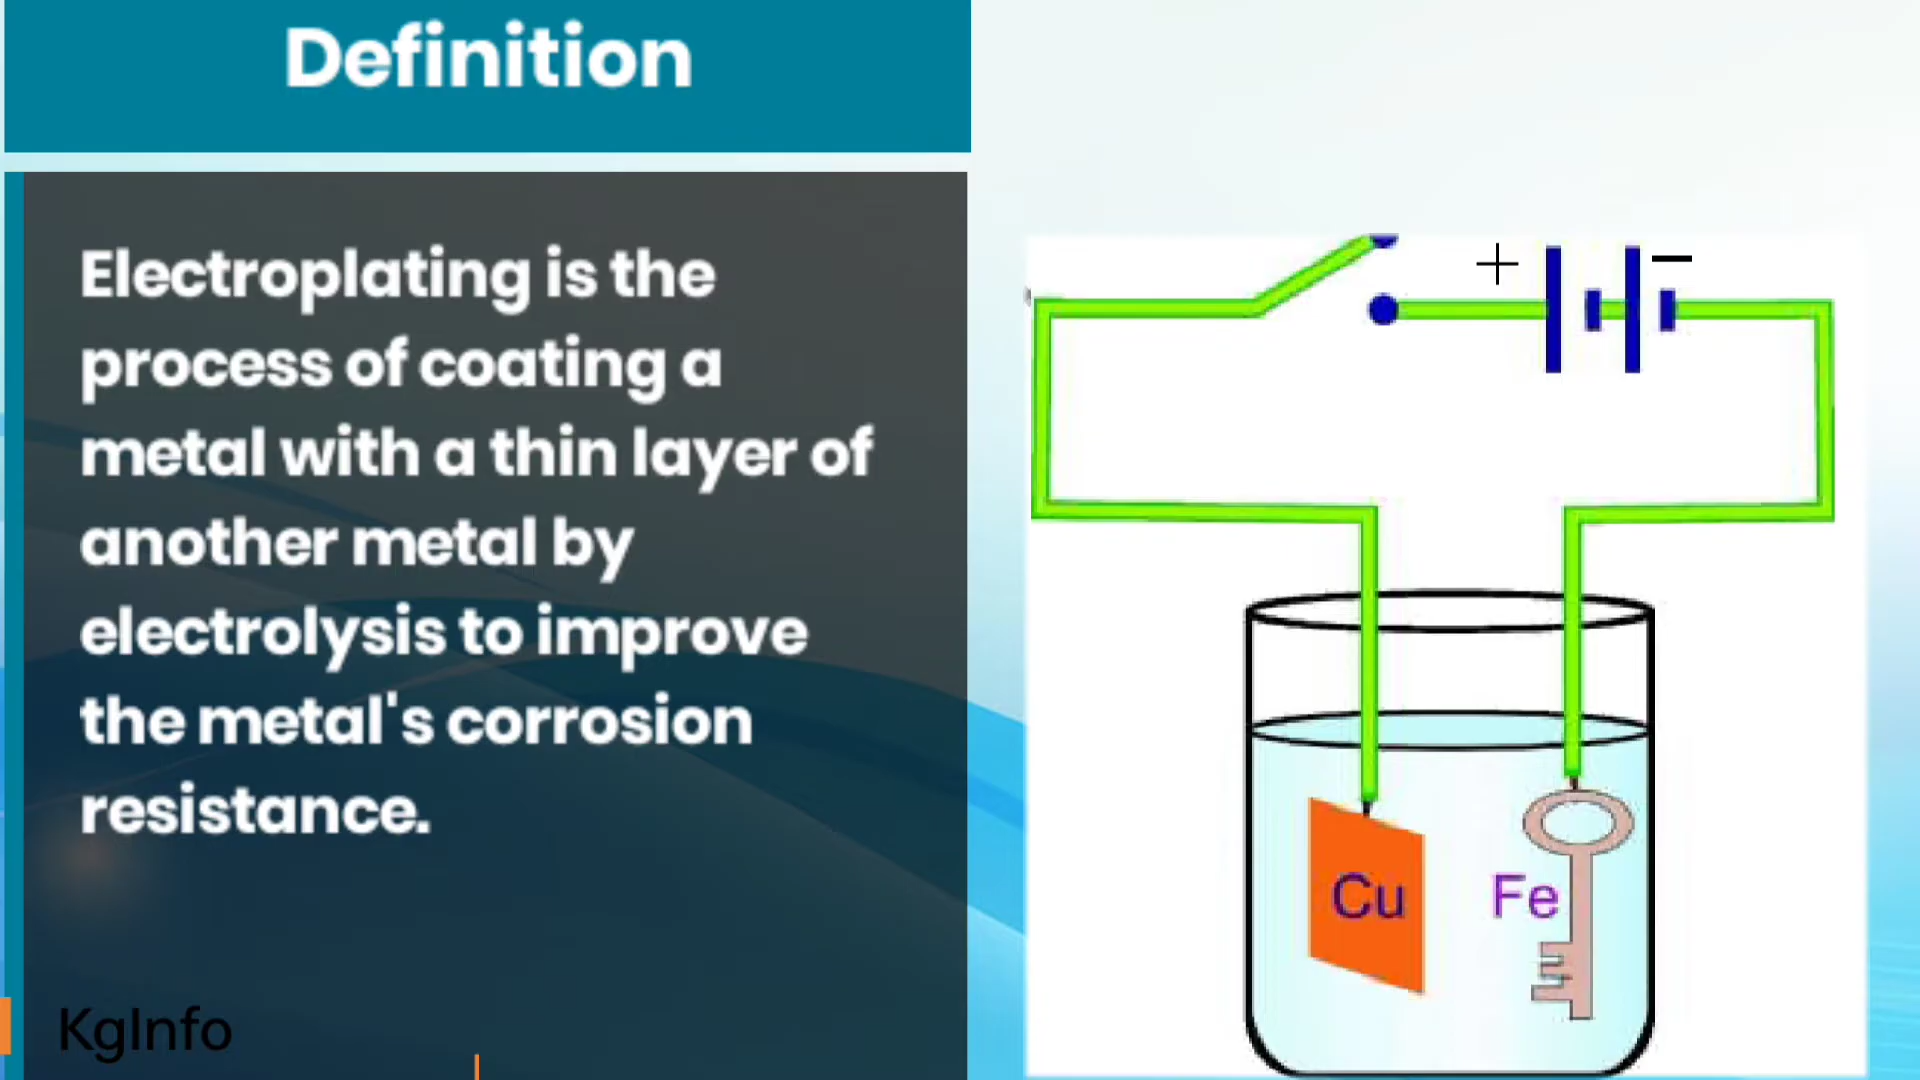 Definition
Electroplating is the
process of coating a
metal with a thin layer of
another metal by
electrolysis to improve
the metal's corrosion
resistance.
KgInfo
+ −
Cu
Fe